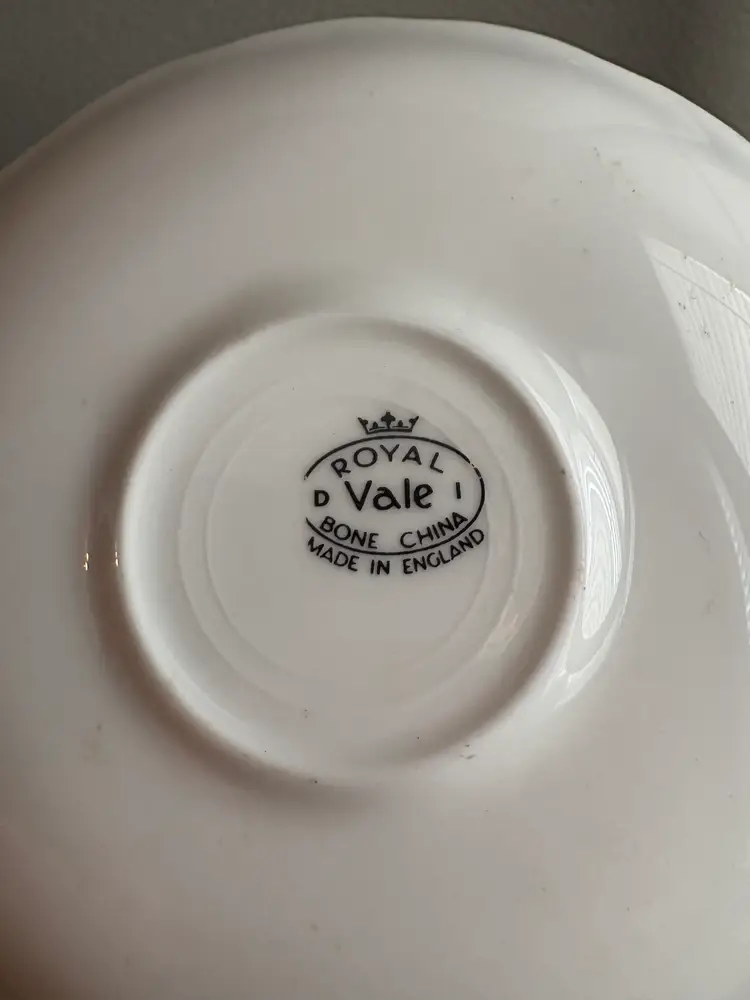 ROYAL
D Vale I
BONE CHINA
MADE IN ENGLAND